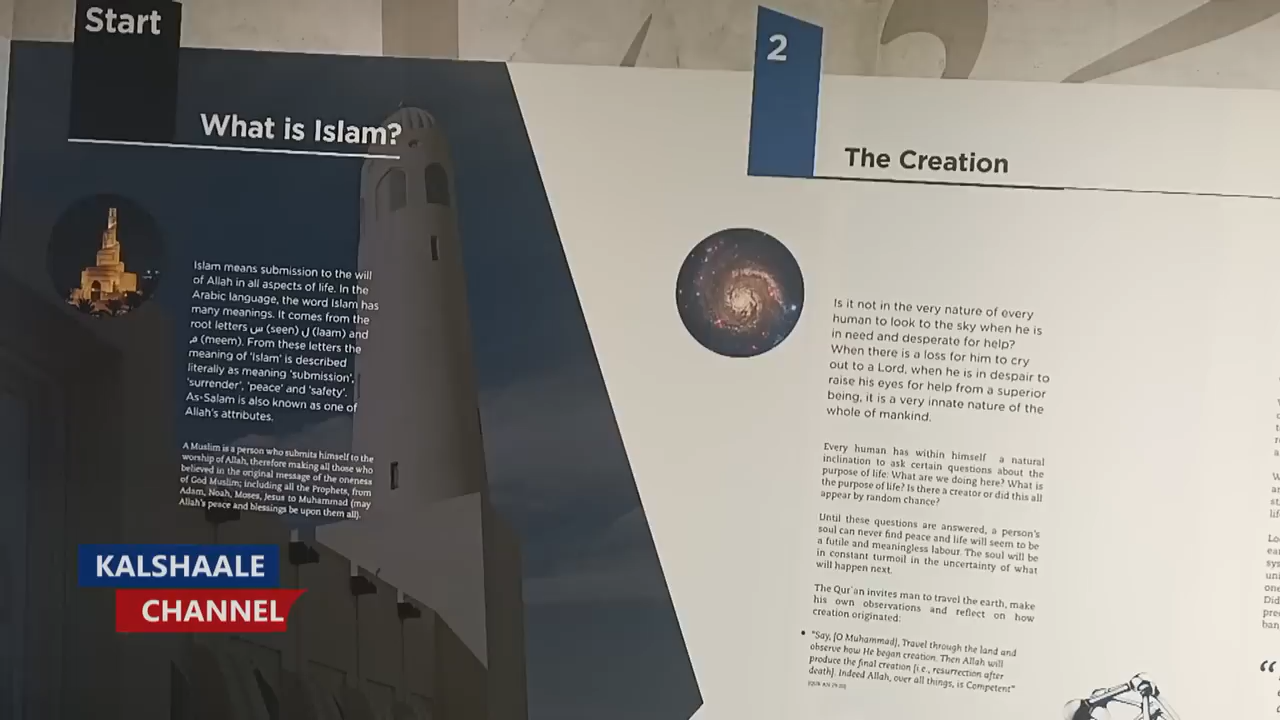 Start
What is Islam?
Islam means submission to the will
of Allah in all aspects of life. In the
Arabic language, the word Islam has
many meanings. It comes from the
root letters س (seen) ل (laam) and
م (meem). From these letters the
meaning of 'Islam' is described
literally as meaning 'submission',
'surrender', 'peace' and 'safety'.
As-Salam is also known as one of
Allah's attributes.
A Muslim is a person who submits himself to the
worship of Allah, therefore making all those who
believed in the original message of the oneness
of God Muslim; including all the Prophets, from
Adam, Noah, Moses, Jesus to Muhammad (may
Allah's peace and blessings be upon them all).
KALSHAALE
CHANNEL
2
The Creation
Is it not in the very nature of every
human to look to the sky when he is
in need and desperate for help?
When there is a loss for him to cry
out to a Lord, when he is in despair to
raise his eyes for help from a superior
being, it is a very innate nature of the
whole of mankind.
Every human has within himself a natural
inclination to ask certain questions about the
purpose of life: What are we doing here? What is
the purpose of life? Is there a creator or did this all
appear by random chance?
Until these questions are answered, a person's
soul can never find peace and life will seem to be
a futile and meaningless labour. The soul will be
in constant turmoil in the uncertainty of what
will happen next.
The Qur'an invites man to travel the earth, make
his own observations and reflect on how
creation originated:
• "Say, [O Muhammad], Travel through the land and
observe how He began creation. Then Allah will
produce the final creation [i.e., resurrection after
death]. Indeed Allah, over all things, is Competent"